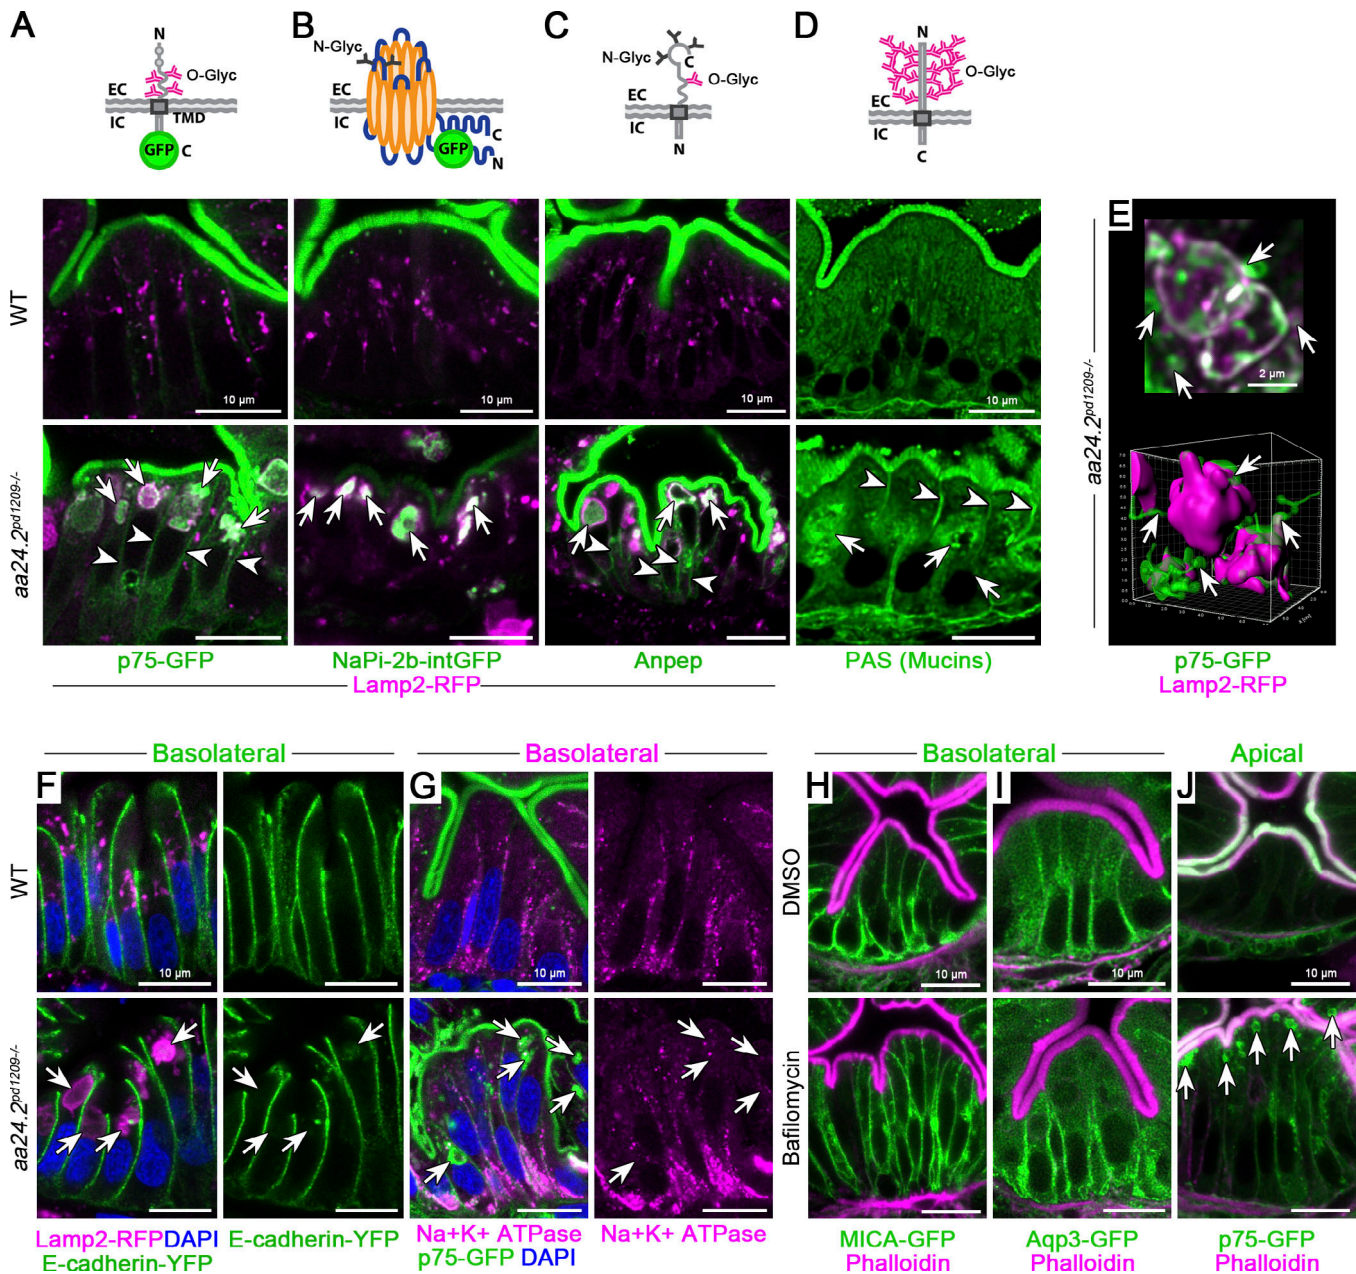 A
B
C
D
N
O-Glyc
EC
IC
TMD
GFP
C
N-Glyc
EC
IC
C
GFP
N
N-Glyc
C
O-Glyc
EC
IC
N
N
O-Glyc
EC
IC
C
WT
10 µm
10 µm
10 µm
10 µm
aa24.2pd1209-/-
p75-GFP
NaPi-2b-intGFP
Anpep
PAS (Mucins)
Lamp2-RFP
E
aa24.2pd1209-/-
2 µm
p75-GFP
Lamp2-RFP
Basolateral
Basolateral
Basolateral
Apical
F
G
H
I
J
WT
DMSO
10 µm
10 µm
10 µm
10 µm
10 µm
aa24.2pd1209-/-
Bafilomycin
Lamp2-RFP DAPI
E-cadherin-YFP
E-cadherin-YFP
Na+K+ ATPase
p75-GFP DAPI
Na+K+ ATPase
MICA-GFP
Phalloidin
Aqp3-GFP
Phalloidin
p75-GFP
Phalloidin